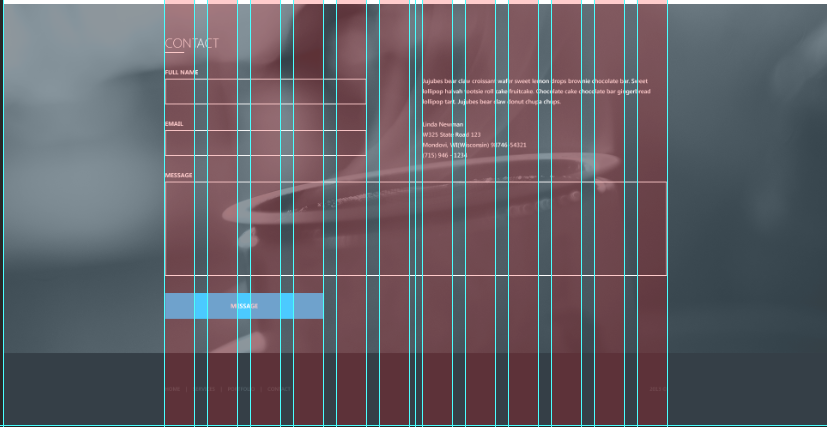 CONTACT
FULL NAME
Jujubes bear claw croissant wafer sweet lemon drops brownie chocolate bar. Sweet
lollipop halvah tootsie roll cake fruitcake. Chocolate cake chocolate bar gingerbread
lollipop tart. Jujubes bear claw donut chupa chups.
EMAIL
Linda Newman
W325 State Road 123
Mondovi, WI(Wisconsin) 98746-54321
(715) 946 - 1234
MESSAGE
MESSAGE
HOME | | | CONTACT